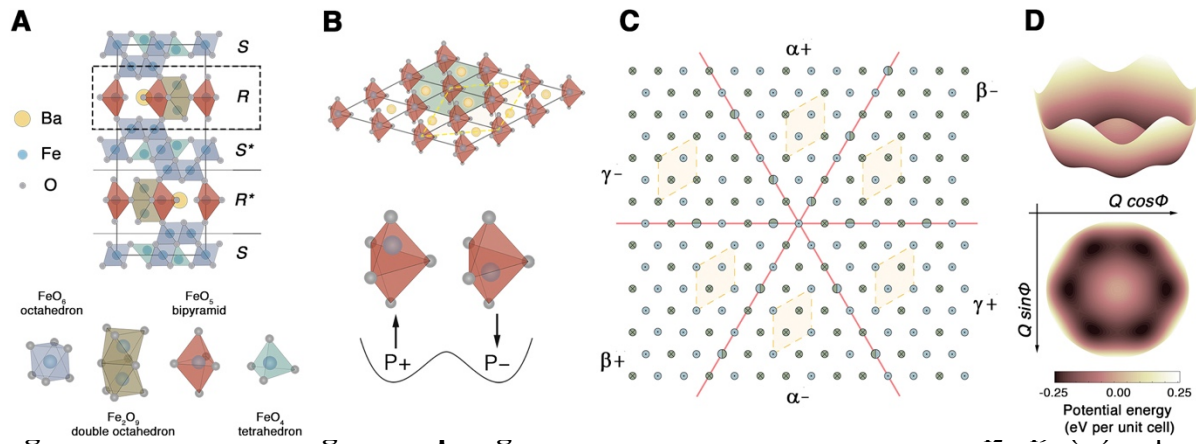 A
S
R
S*
R*
S
Ba
Fe
O
FeO6
octahedron
FeO5
bipyramid
Fe2O9
double octahedron
FeO4
tetrahedron
B
P+
P−
C
α+
β−
γ−
γ+
β+
α−
D
Q cosΦ
Q sinΦ
-0.25
0.00
0.25
Potential energy
(eV per unit cell)